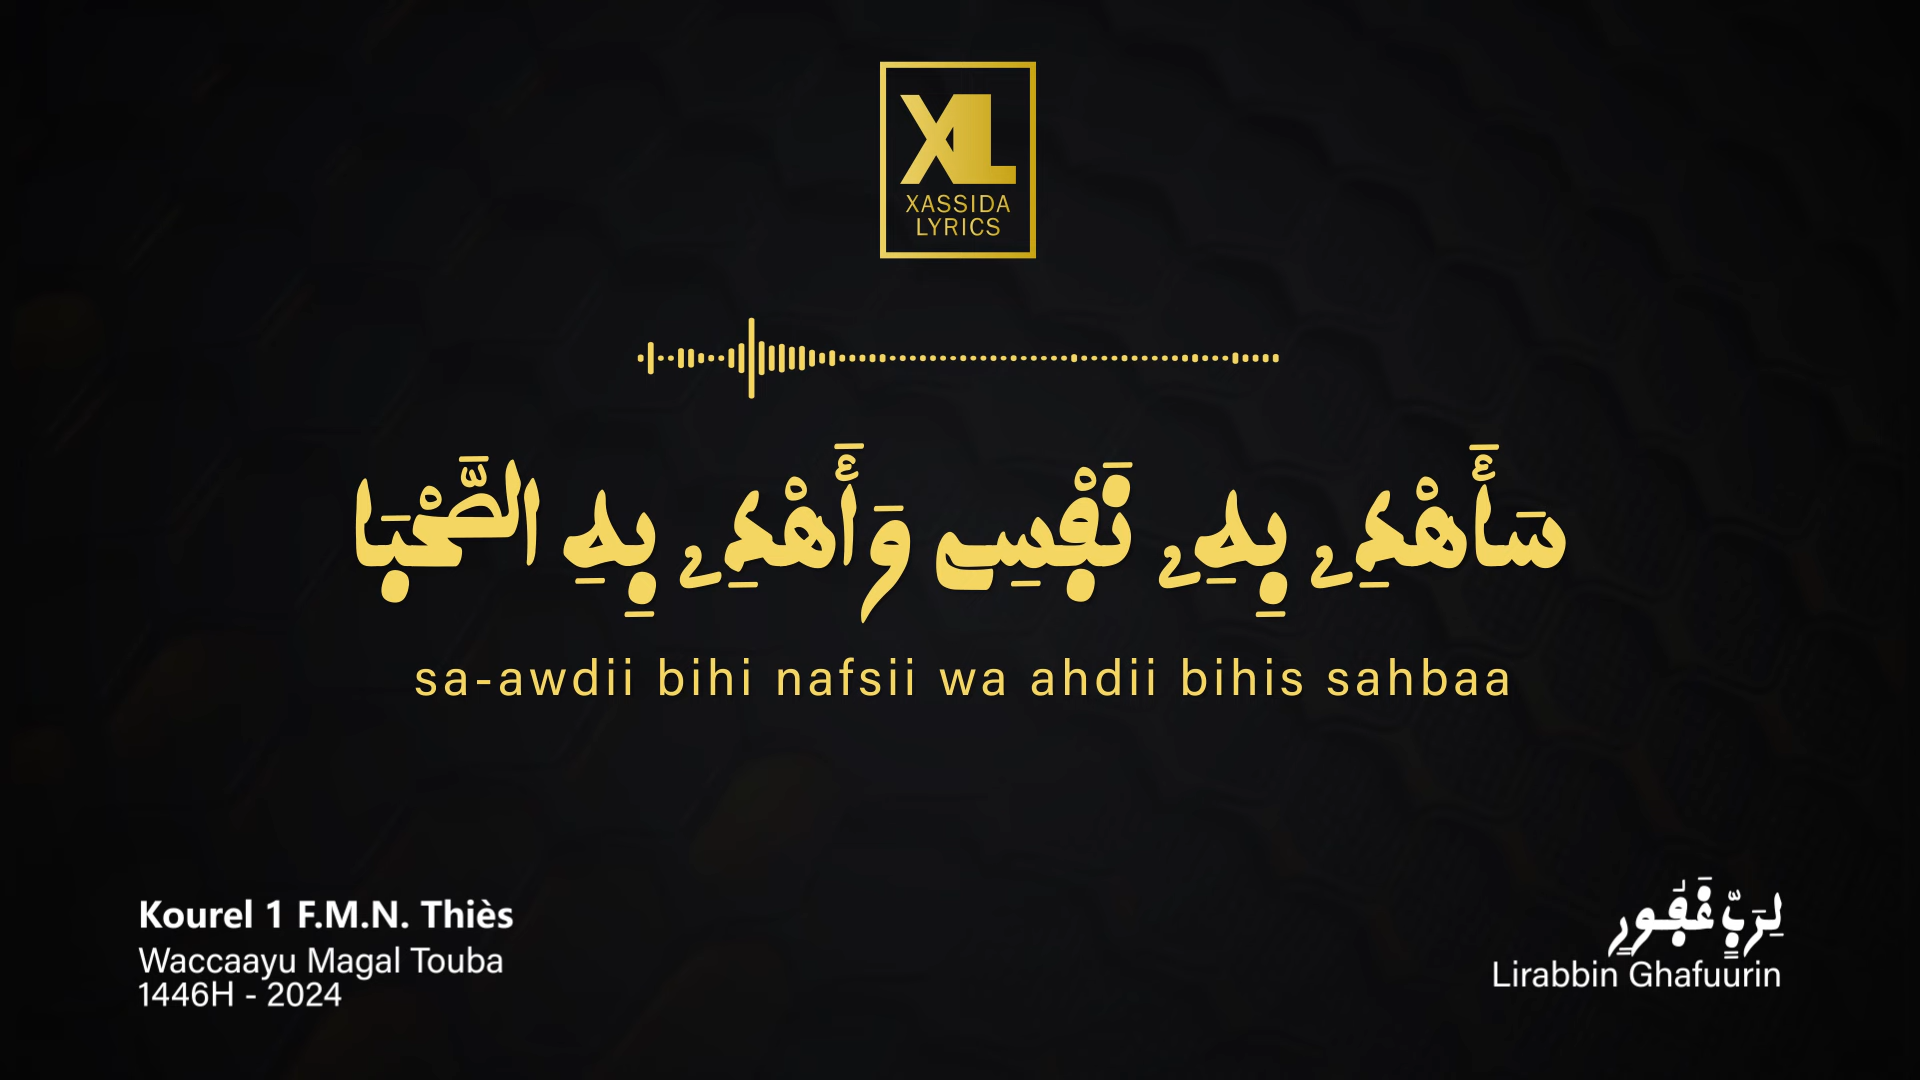 XL
XASSIDA
LYRICS
سَأَهْدِے بِهِے نَفْسِے وَأَهْدِے بِهِ الصَّحْبَا
sa-awdii bihi nafsii wa ahdii bihis sahbaa
Kourel 1 F.M.N. Thiès
Waccaayu Magal Touba
1446H - 2024
لِرَبٍّ غَفُورٍ
Lirabbin Ghafuurin